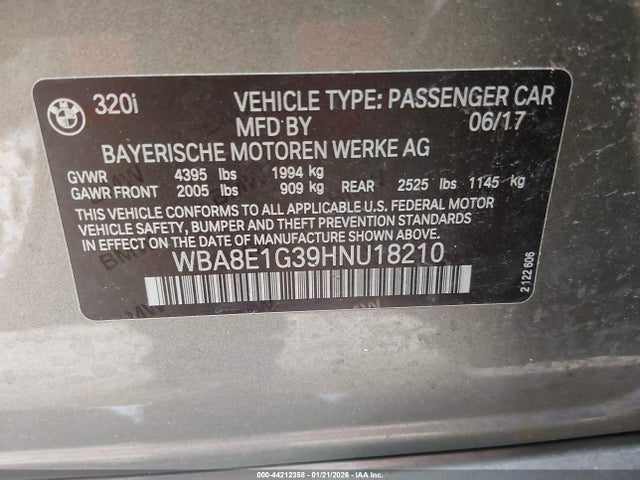 BMW 320i VEHICLE TYPE: PASSENGER CAR
MFD BY 06/17
BAYERISCHE MOTOREN WERKE AG
GVWR 4395 lbs 1994 kg
GAWR FRONT 2005 lbs 909 kg REAR 2525 lbs 1145 kg
THIS VEHICLE CONFORMS TO ALL APPLICABLE U.S. FEDERAL MOTOR
VEHICLE SAFETY, BUMPER AND THEFT PREVENTION STANDARDS
IN EFFECT ON THE DATE OF MANUFACTURE SHOWN ABOVE.
WBA8E1G39HNU18210
2 122 606
000-44212358 - 01/21/2026 - IAA Inc.